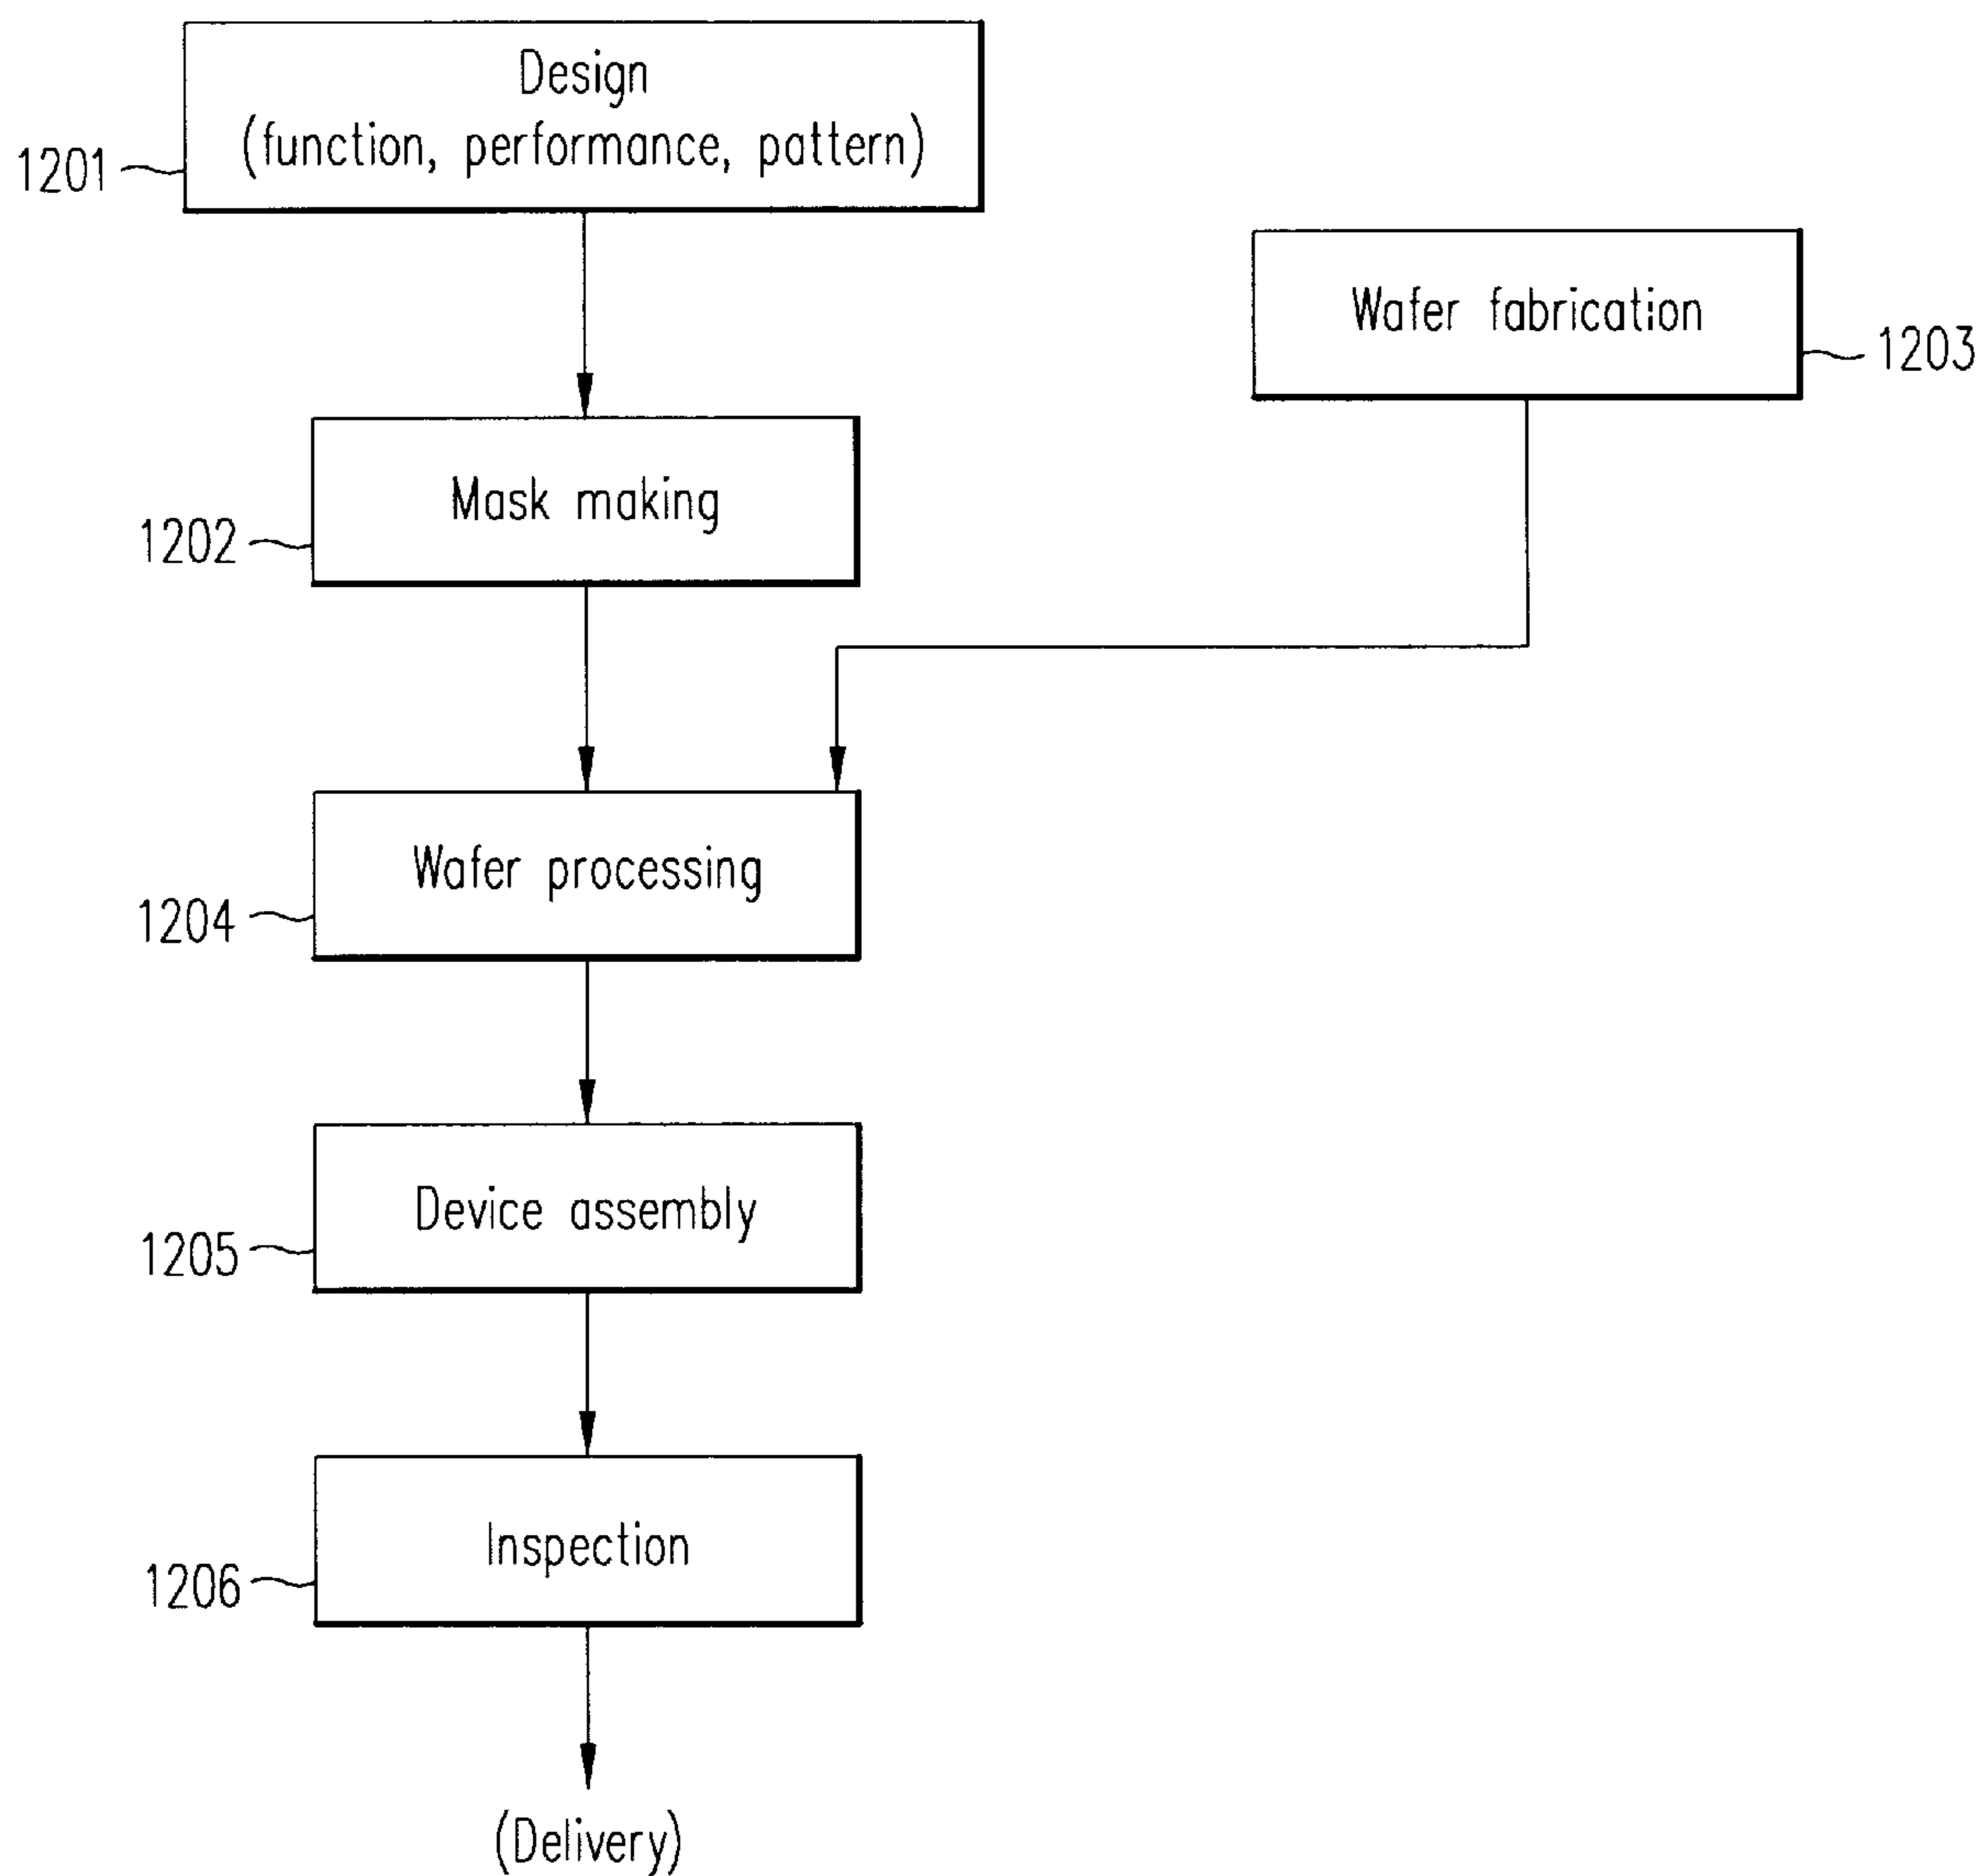 Design
(function, performance, pattern)
1201
Wafer fabrication
1203
Mask making
1202
Wafer processing
1204
Device assembly
1205
Inspection
1206
(Delivery)